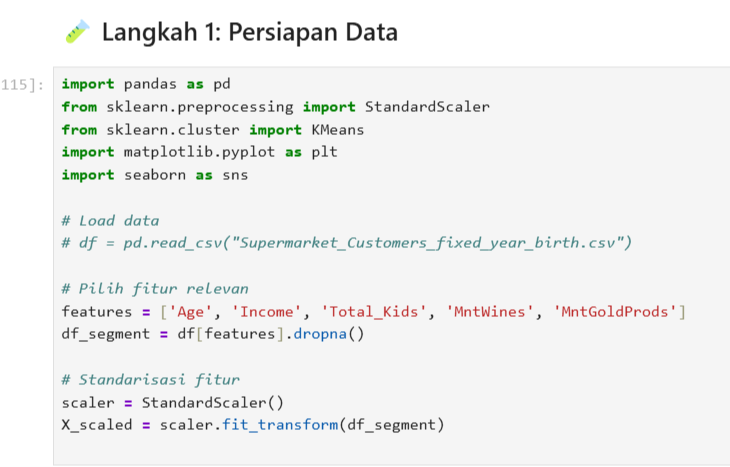 Langkah 1: Persiapan Data
115]:
import pandas as pd
from sklearn.preprocessing import StandardScaler
from sklearn.cluster import KMeans
import matplotlib.pyplot as plt
import seaborn as sns
# Load data
# df = pd.read_csv("Supermarket_Customers_fixed_year_birth.csv")
# Pilih fitur relevan
features = ['Age', 'Income', 'Total_Kids', 'MntWines', 'MntGoldProds']
df_segment = df[features].dropna()
# Standarisasi fitur
scaler = StandardScaler()
X_scaled = scaler.fit_transform(df_segment)